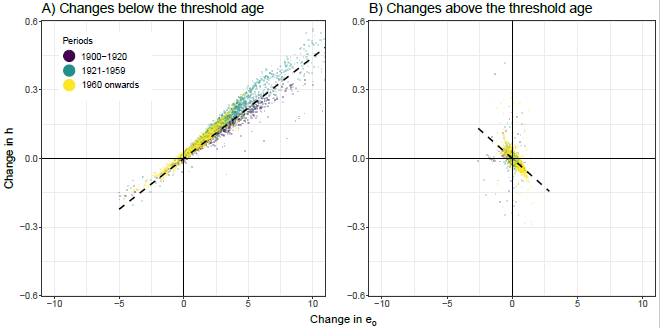 A) Changes below the threshold age
B) Changes above the threshold age
Periods
1900−1920
1921-1959
1960 onwards
Change in h
0.6
0.3
0.0
−0.3
−0.6
0.6
0.3
0.0
−0.3
−0.6
−10 −5 0 5 10
−10 −5 0 5 10
Change in e₀